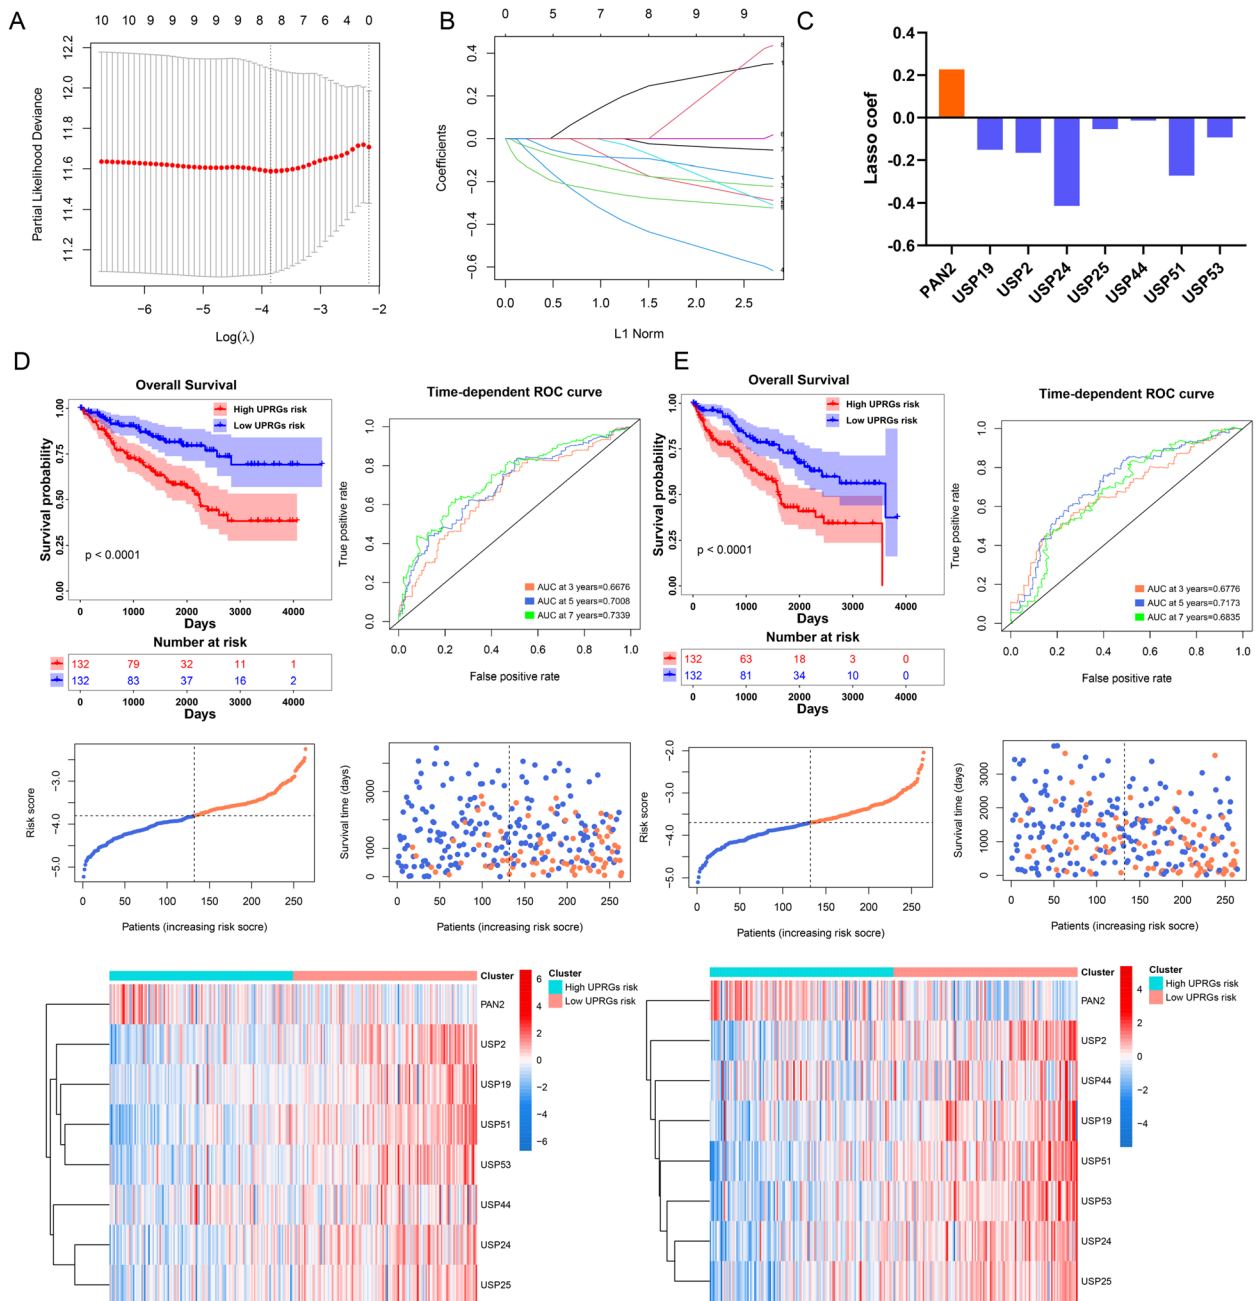 A
10 10 9 9 9 9 8 8 7 6 4 0
12.2
12.0
11.8
11.6
11.4
11.2
Partial Likelihood Deviance
−6 −5 −4 −3 −2
Log(λ)
B
0 5 7 8 9 9
0.4
0.2
0.0
−0.2
−0.4
−0.6
Coefficients
0.0 0.5 1.0 1.5 2.0 2.5
L1 Norm
C
0.4
0.2
0.0
-0.2
-0.4
-0.6
Lasso coef
PAN2 USP19 USP2 USP24 USP25 USP44 USP51 USP53
D
Overall Survival
High UPRGs risk
Low UPRGs risk
1.00
0.75
0.50
0.25
0.00
Survival probability
p < 0.0001
0 1000 2000 3000 4000
Days
Number at risk
132 79 32 11 1
132 83 37 16 2
0 1000 2000 3000 4000
Days
Time-dependent ROC curve
1.0
0.8
0.6
0.4
0.2
0.0
True positive rate
AUC at 3 years=0.6676
AUC at 5 years=0.7008
AUC at 7 years=0.7339
0.0 0.2 0.4 0.6 0.8 1.0
False positive rate
E
Overall Survival
High UPRGs risk
Low UPRGs risk
1.00
0.75
0.50
0.25
0.00
Survival probability
p < 0.0001
0 1000 2000 3000 4000
Days
Number at risk
132 63 18 3 0
132 81 34 10 0
0 1000 2000 3000 4000
Days
Time-dependent ROC curve
1.0
0.8
0.6
0.4
0.2
0.0
True positive rate
AUC at 3 years=0.6776
AUC at 5 years=0.7173
AUC at 7 years=0.6835
0.0 0.2 0.4 0.6 0.8 1.0
False positive rate
-3.0
-4.0
-5.0
Risk score
0 50 100 150 200 250
Patients (increasing risk socre)
3000
1000
0
Survival time (days)
0 50 100 150 200 250
Patients (increasing risk socre)
-2.0
-3.0
-4.0
-5.0
Risk score
0 50 100 150 200 250
Patients (increasing risk socre)
3000
2000
1000
0
Survival time (days)
0 50 100 150 200 250
Patients (increasing risk socre)
Cluster
PAN2
USP2
USP19
USP51
USP53
USP44
USP24
USP25
6
4
2
0
−2
−4
−6
Cluster
High UPRGs risk
Low UPRGs risk
Cluster
PAN2
USP2
USP44
USP19
USP51
USP53
USP24
USP25
4
2
0
−2
−4
Cluster
High UPRGs risk
Low UPRGs risk